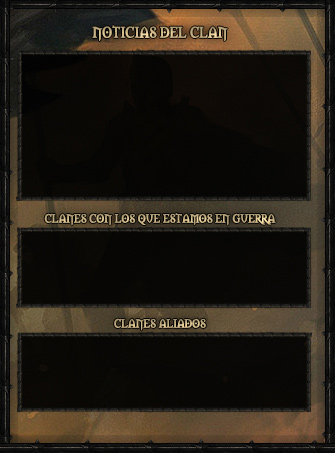 NOTICIAS DEL CLAN
CLANES CON LOS QUE ESTAMOS EN GUERRA
CLANES ALIADOS